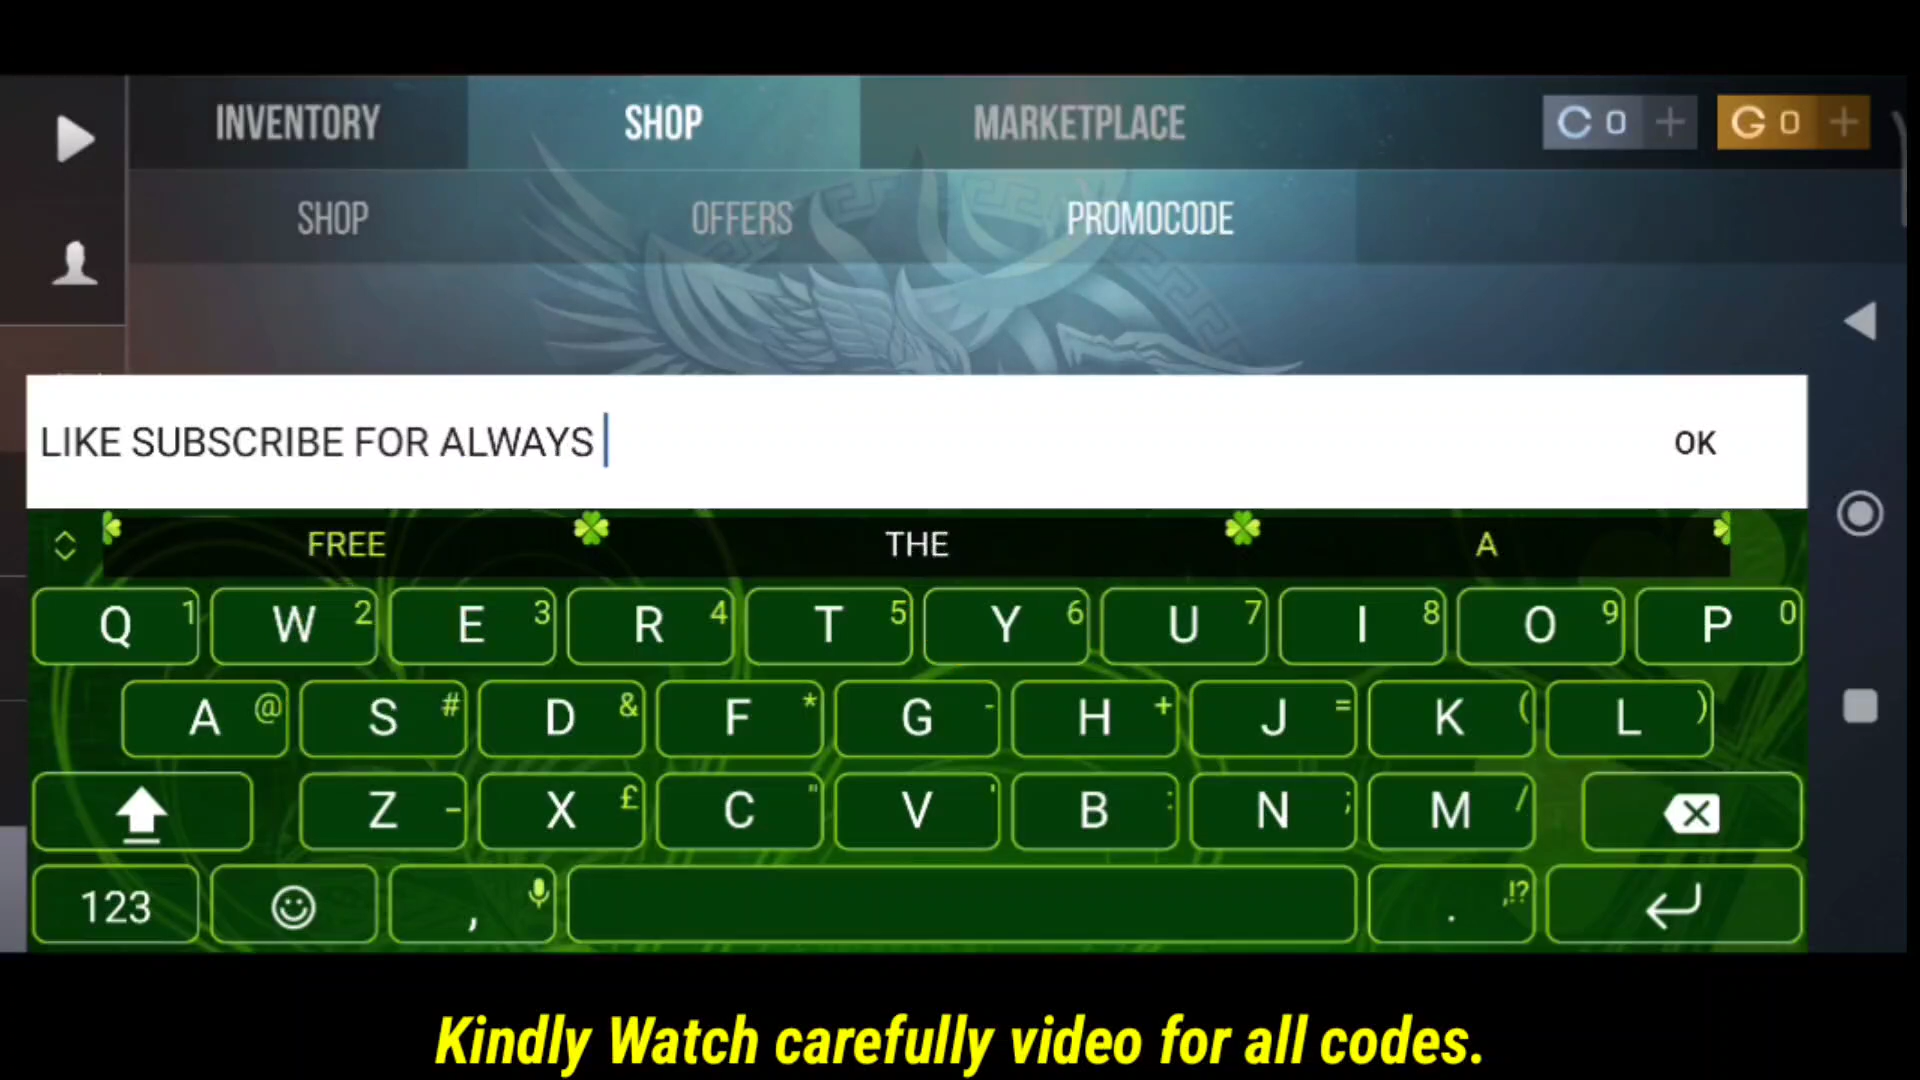 INVENTORY SHOP MARKETPLACE C 0 + G 0 +
SHOP OFFERS PROMOCODE
LIKE SUBSCRIBE FOR ALWAYS OK
FREE THE A
Q 1 W 2 E 3 R 4 T 5 Y 6 U 7 I 8 O 9 P 0
A @ S # D & F * G - H + J = K ( L )
Z _ X £ C " V ' B : N ; M /
123 , . ,!?
Kindly Watch carefully video for all codes.